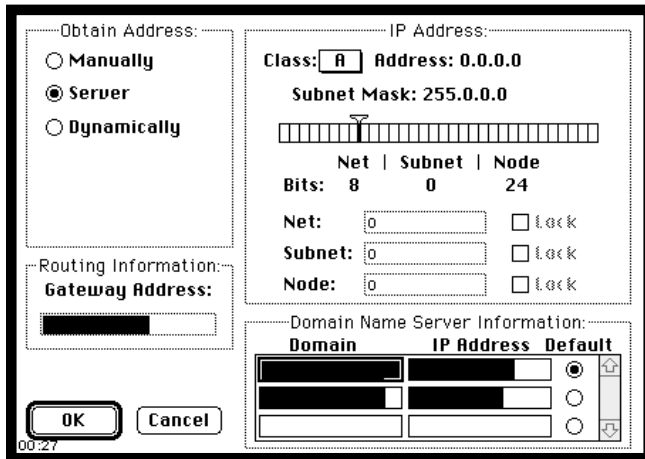 Obtain Address:
Manually
Server
Dynamically
Routing Information:
Gateway Address:
OK
Cancel
00:27
IP Address:
Class: A Address: 0.0.0.0
Subnet Mask: 255.0.0.0
Net | Subnet | Node
Bits: 8 0 24
Net: 0 Lock
Subnet: 0 Lock
Node: 0 Lock
Domain Name Server Information:
Domain IP Address Default